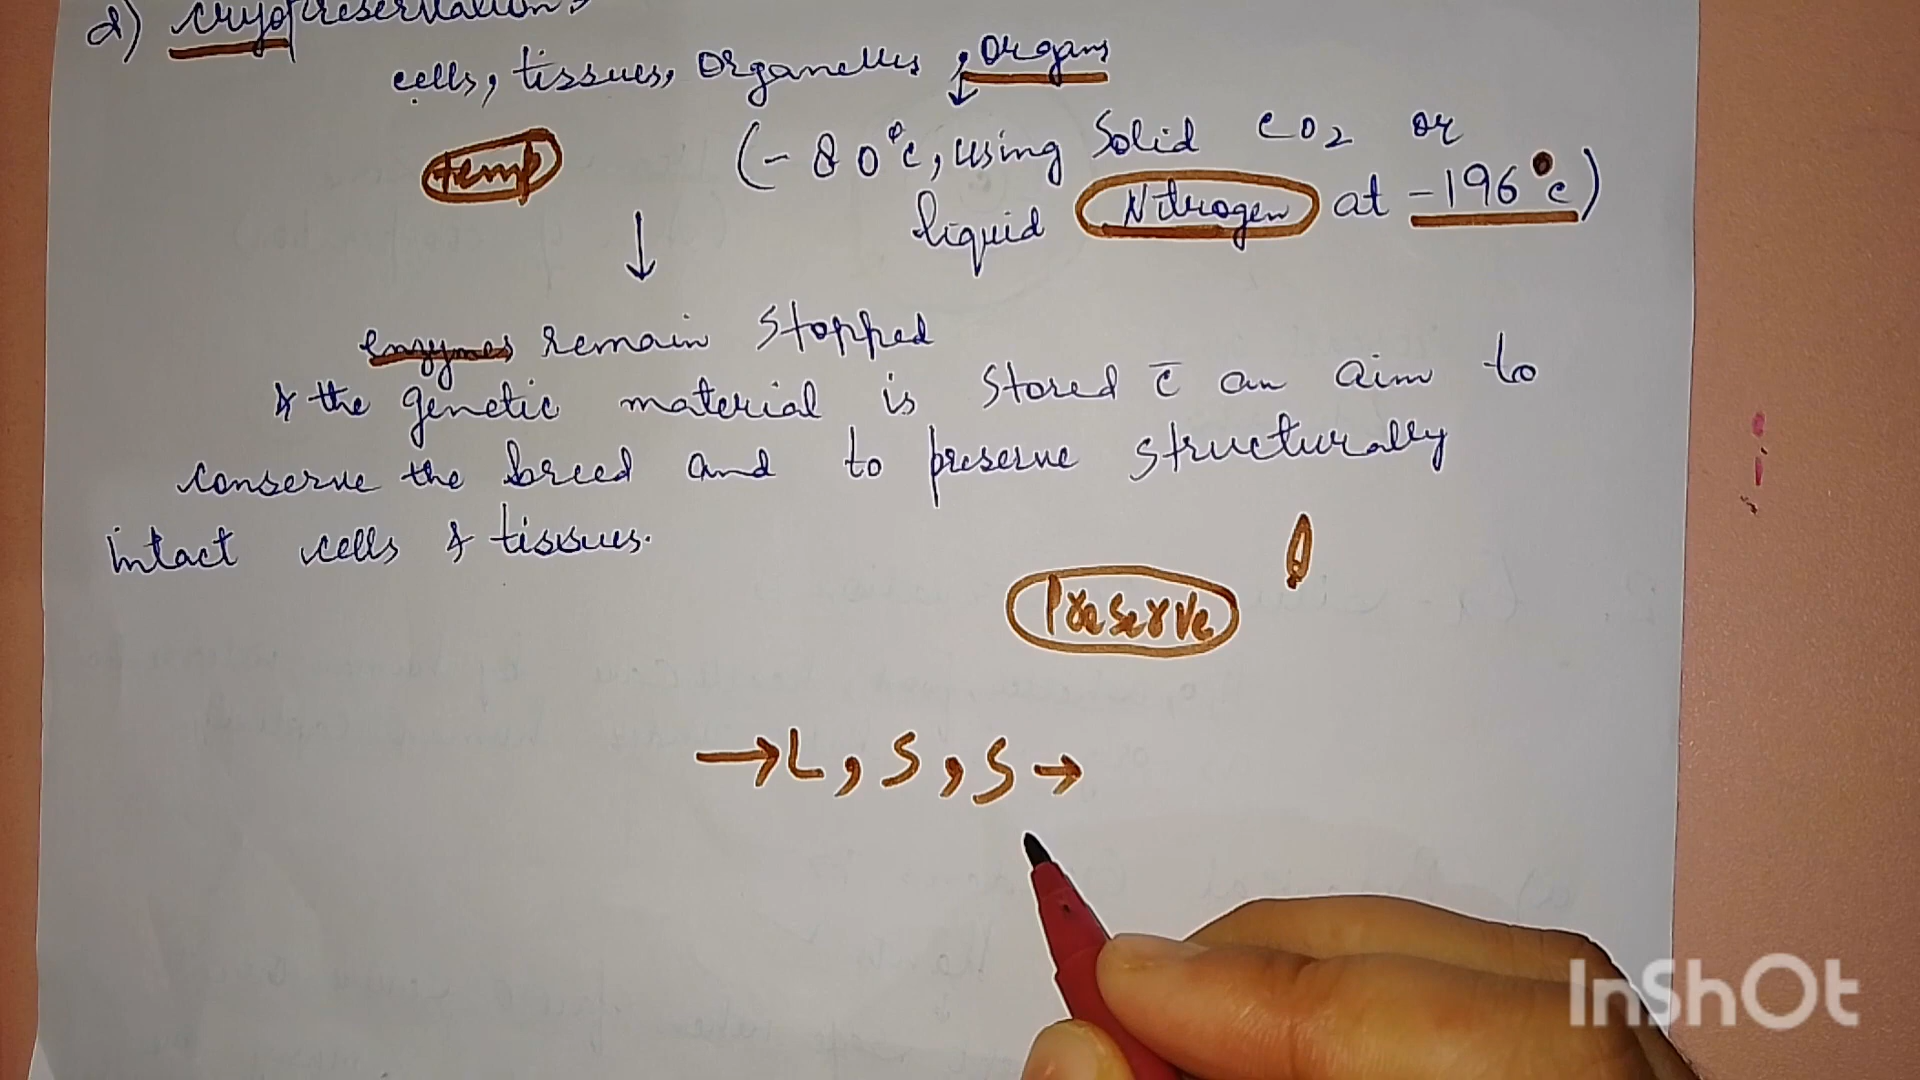 d) cryopreservation
cells, tissues, organelles, organs
temp
(-80°c, using Solid CO2 or
liquid Nitrogen at -196°c)
enzymes remain stopped
& the genetic material is stored c̄ an aim to
conserve the breed and to preserve structurally
intact cells & tissues.
Preserve
→ L, S, S →
InShOt